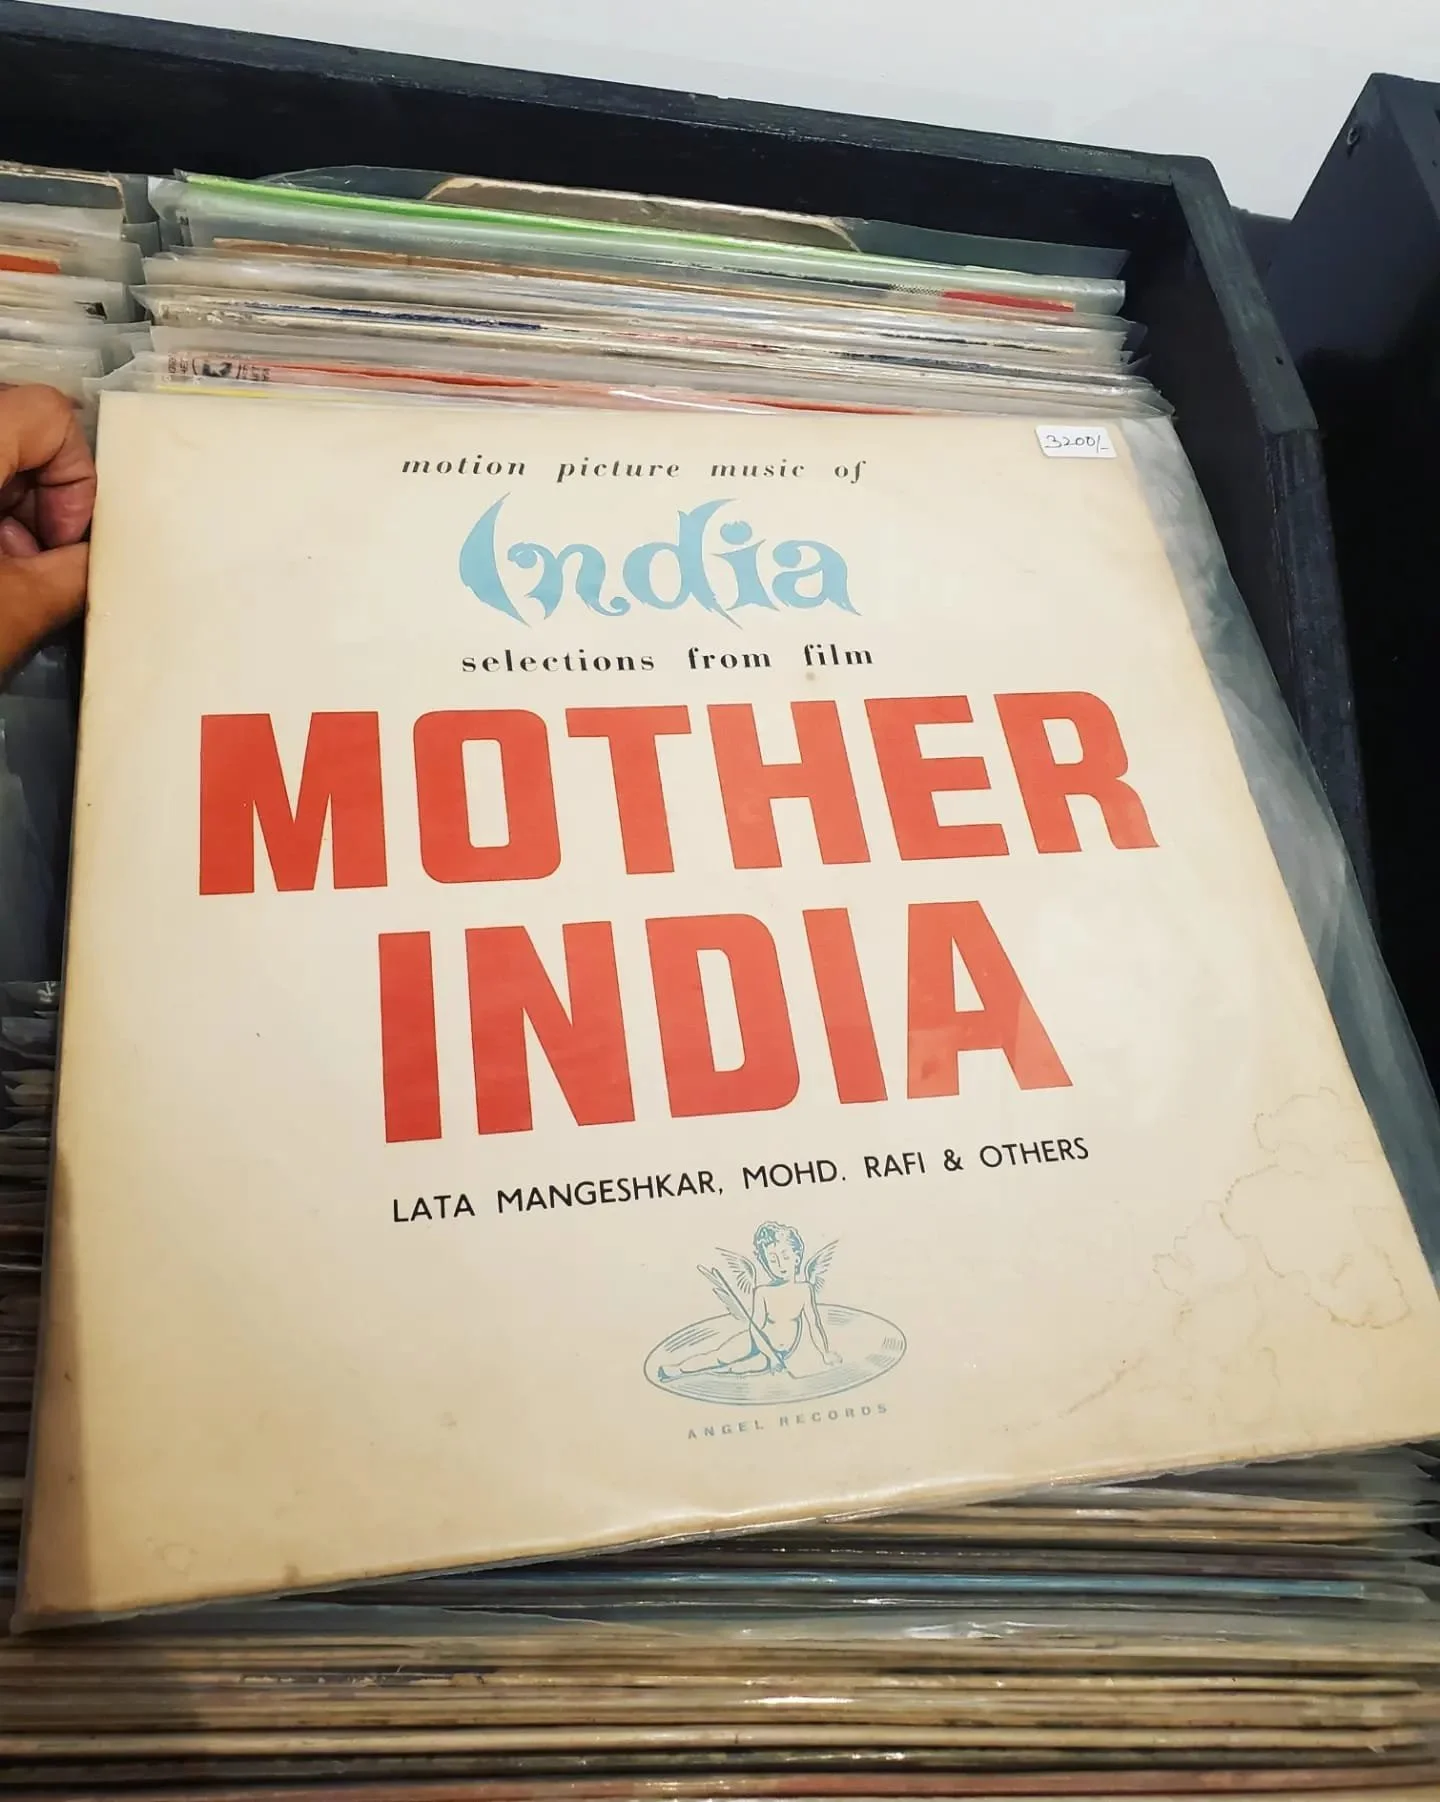 3200/-
motion picture music of
India
selections from film
MOTHER
INDIA
LATA MANGESHKAR, MOHD. RAFI & OTHERS
ANGEL RECORDS